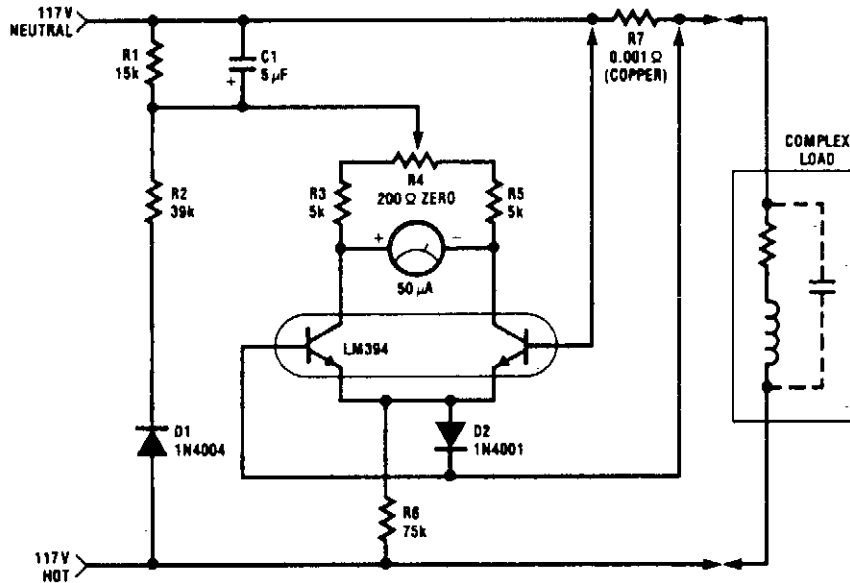 117V
NEUTRAL
R1
15k
C1
5 µF
+
R7
0.001 Ω
(COPPER)
COMPLEX
LOAD
R2
39k
R3
5k
R4
200 Ω ZERO
R5
5k
+
−
50 µA
LM394
D1
1N4004
D2
1N4001
R6
75k
117V
HOT